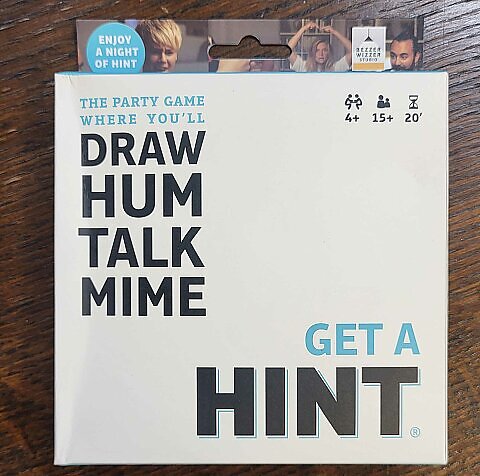 ENJOY
A NIGHT
OF HINT
BEZZER
WIZZER
STUDIO
THE PARTY GAME
WHERE YOU'LL
DRAW
HUM
TALK
MIME
4+ 15+ 20'
GET A
HINT®